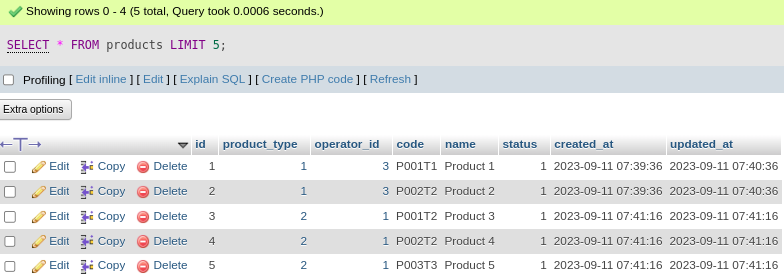 Showing rows 0 - 4 (5 total, Query took 0.0006 seconds.)
SELECT * FROM products LIMIT 5;
Profiling [ Edit inline ] [ Edit ] [ Explain SQL ] [ Create PHP code ] [ Refresh ]
Extra options
←T→ id product_type operator_id code name status created_at updated_at
Edit Copy Delete 1 1 3 P001T1 Product 1 1 2023-09-11 07:39:36 2023-09-11 07:40:36
Edit Copy Delete 2 1 3 P002T2 Product 2 1 2023-09-11 07:39:36 2023-09-11 07:40:36
Edit Copy Delete 3 2 1 P001T2 Product 3 1 2023-09-11 07:41:16 2023-09-11 07:41:16
Edit Copy Delete 4 2 1 P002T2 Product 4 1 2023-09-11 07:41:16 2023-09-11 07:41:16
Edit Copy Delete 5 2 1 P003T3 Product 5 1 2023-09-11 07:41:16 2023-09-11 07:41:16